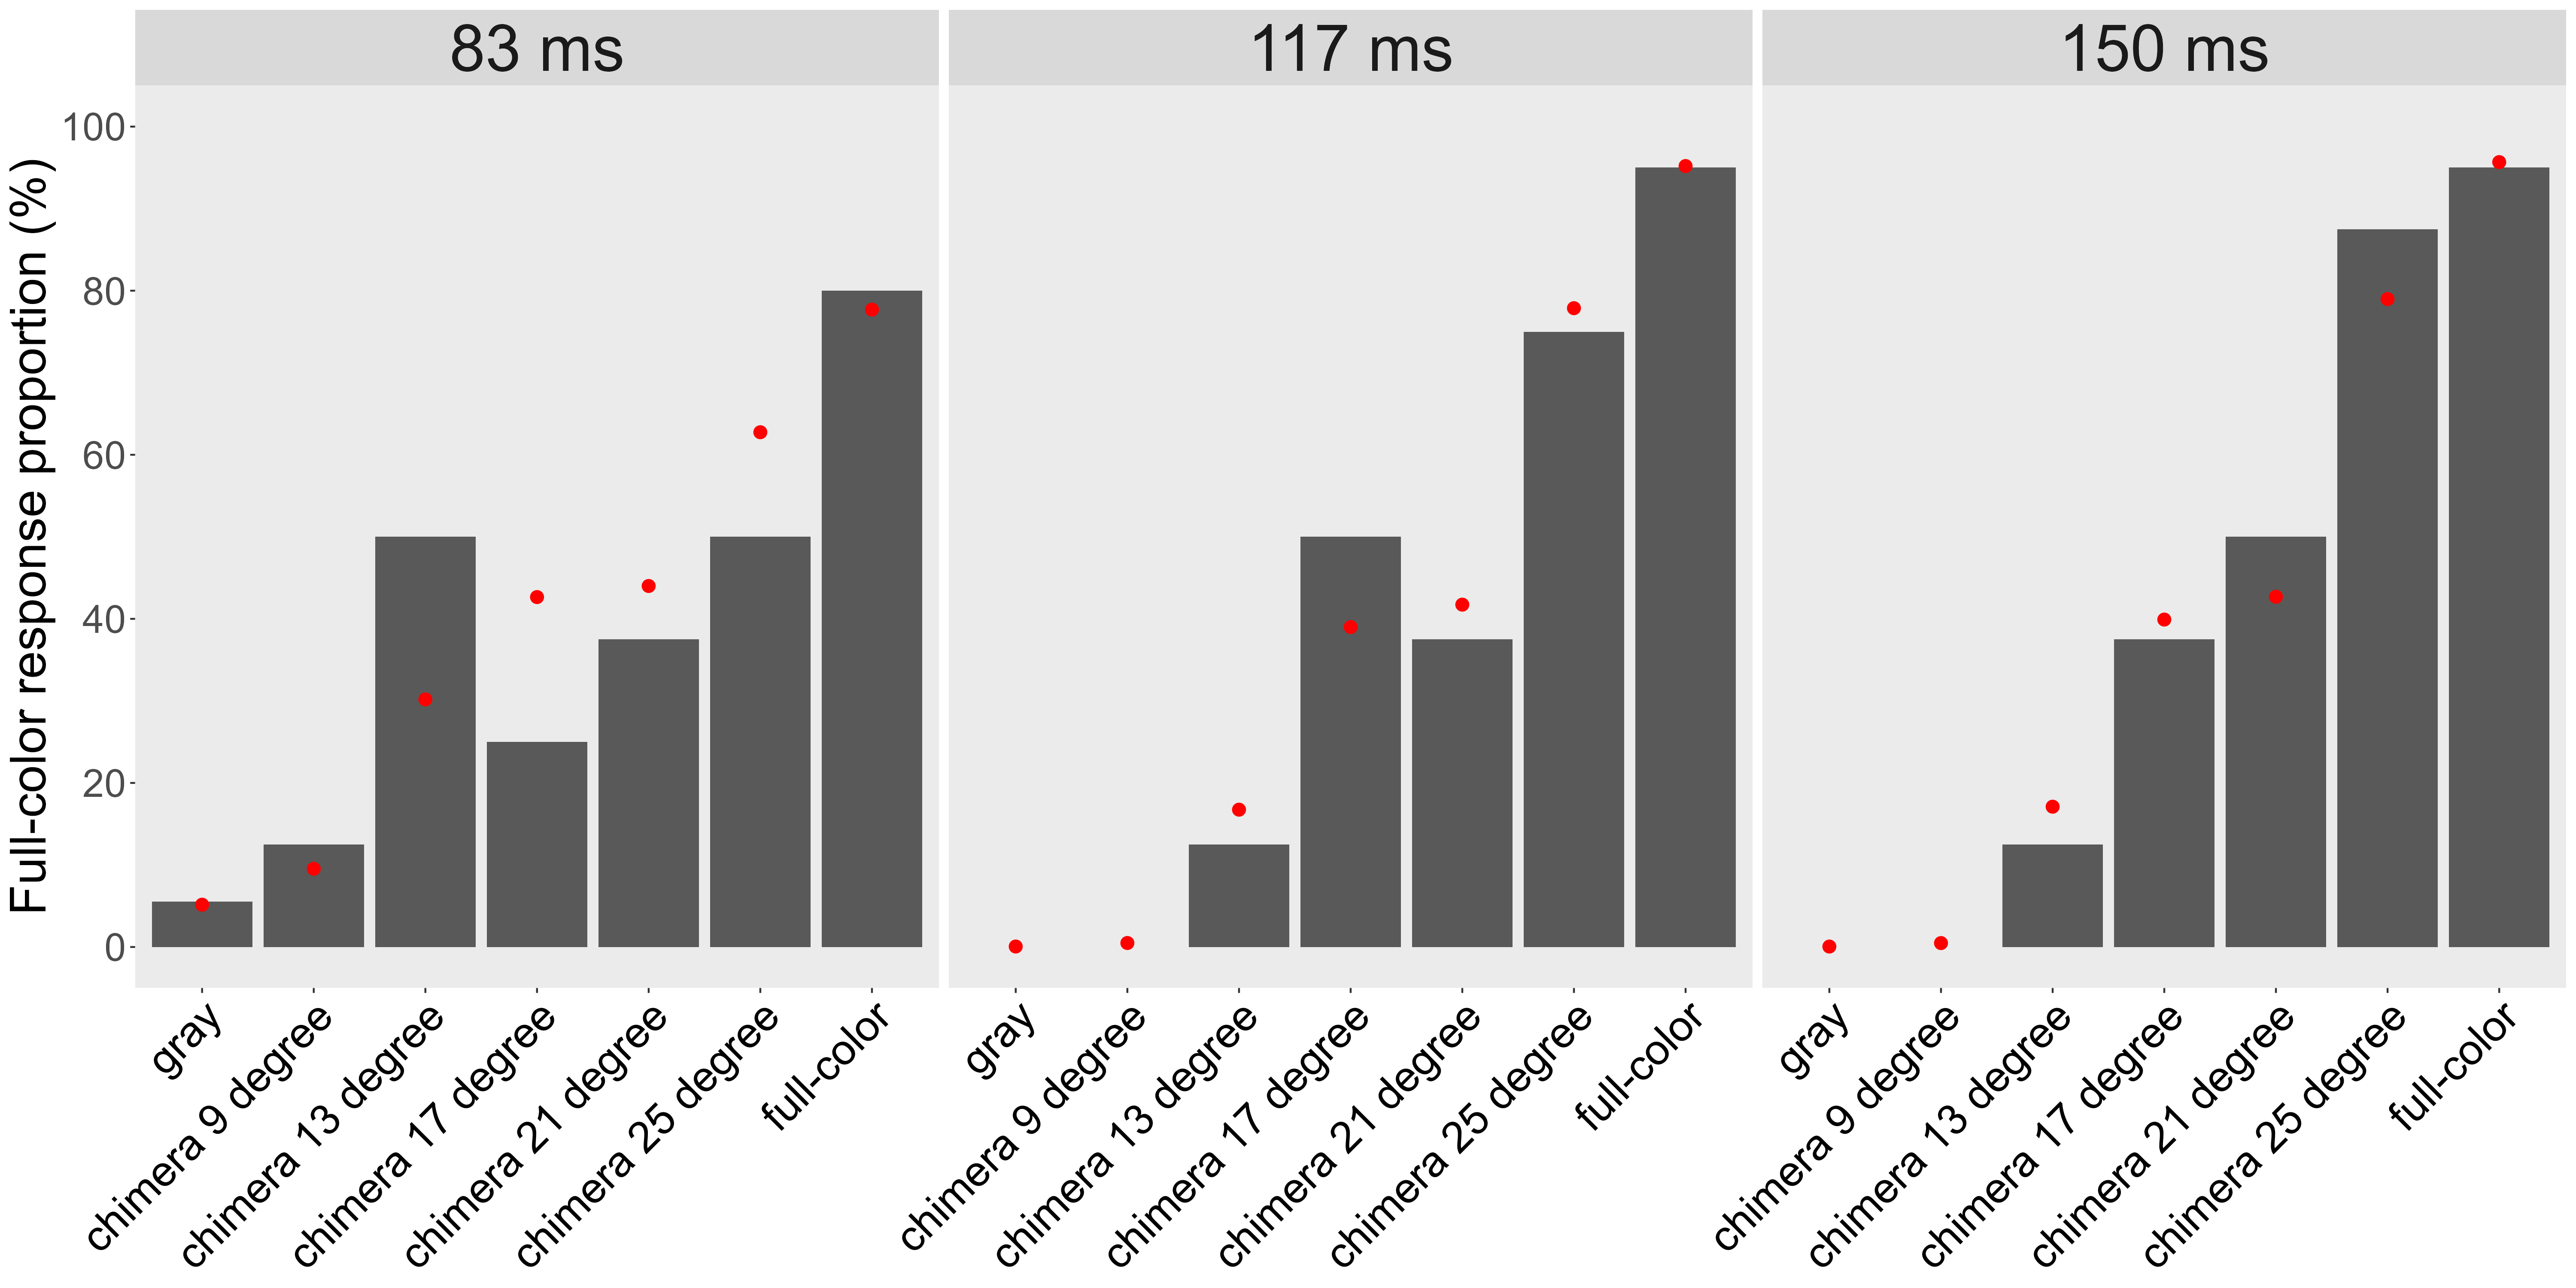 83 ms
117 ms
150 ms
Full-color response proportion (%)
100
80
60
40
20
0
gray
chimera 9 degree
chimera 13 degree
chimera 17 degree
chimera 21 degree
chimera 25 degree
full-color
gray
chimera 9 degree
chimera 13 degree
chimera 17 degree
chimera 21 degree
chimera 25 degree
full-color
gray
chimera 9 degree
chimera 13 degree
chimera 17 degree
chimera 21 degree
chimera 25 degree
full-color